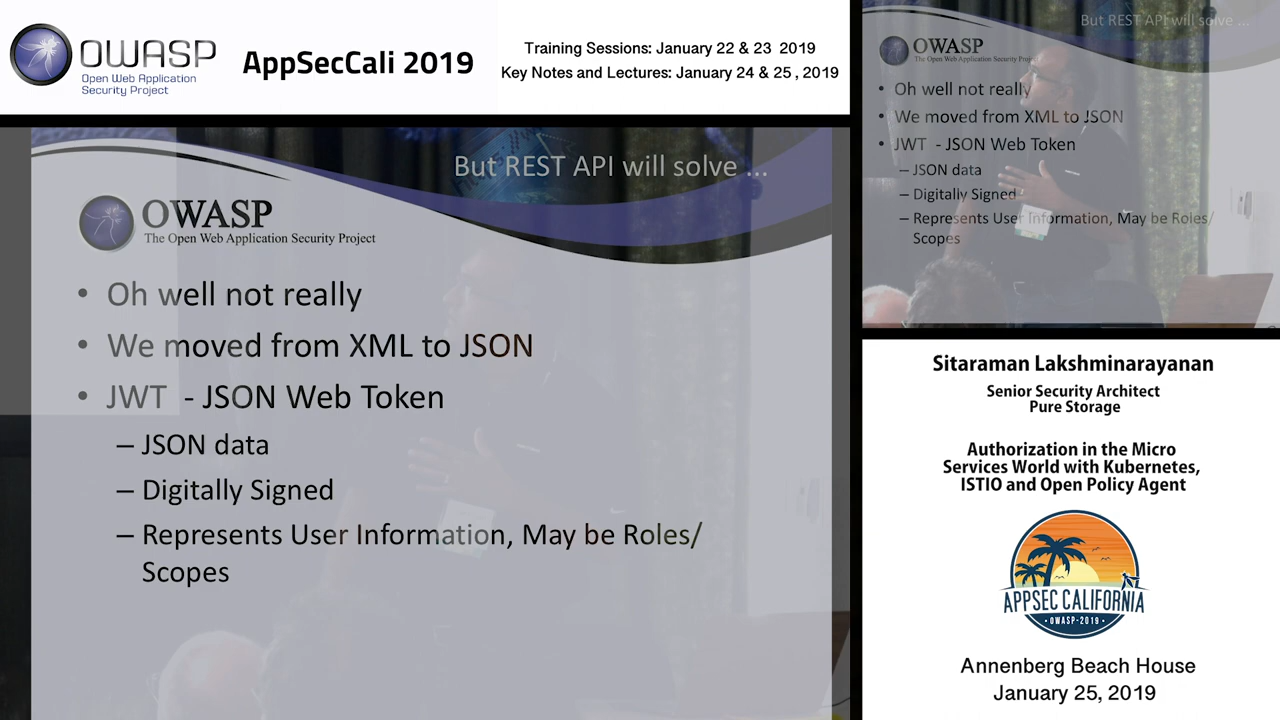 OWASP
Open Web Application
Security Project
AppSecCali 2019
Training Sessions: January 22 & 23 2019
Key Notes and Lectures: January 24 & 25 , 2019
But REST API will solve ...
OWASP
The Open Web Application Security Project
• Oh well not really
• We moved from XML to JSON
• JWT - JSON Web Token
– JSON data
– Digitally Signed
– Represents User Information, May be Roles/
Scopes
But REST API will solve ...
OWASP
The Open Web Application Security Project
• Oh well not really
• We moved from XML to JSON
• JWT - JSON Web Token
– JSON data
– Digitally Signed
– Represents User Information, May be Roles/
Scopes
Sitaraman Lakshminarayanan
Senior Security Architect
Pure Storage
Authorization in the Micro
Services World with Kubernetes,
ISTIO and Open Policy Agent
APPSEC CALIFORNIA
• OWASP-2019 •
Annenberg Beach House
January 25, 2019